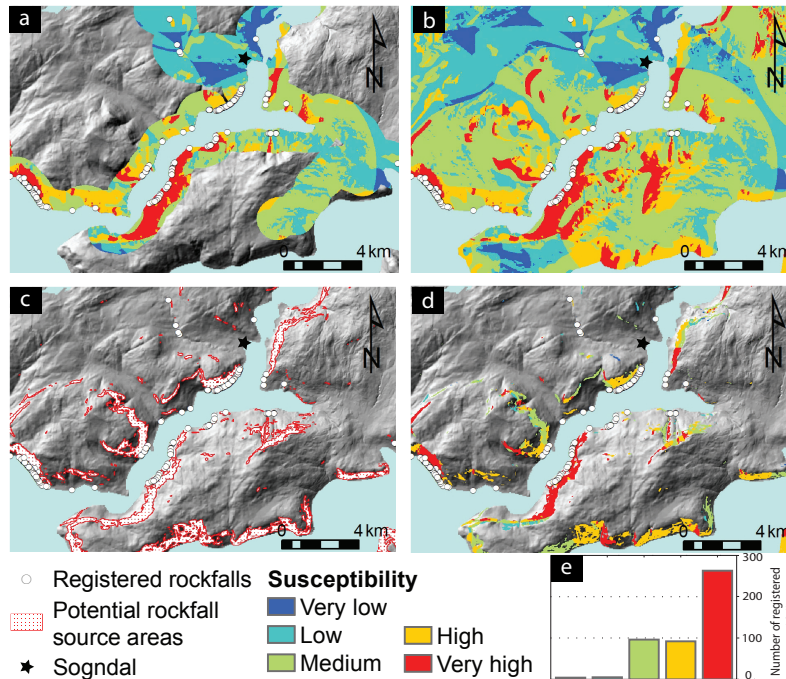 a
N
0 4 km
b
N
0 4 km
c
N
0 4 km
d
N
0 4 km
Registered rockfalls
Potential rockfall
source areas
Sogndal
Susceptibility
Very low
Low
Medium
High
Very high
e
300
200
100
0
Number of registered